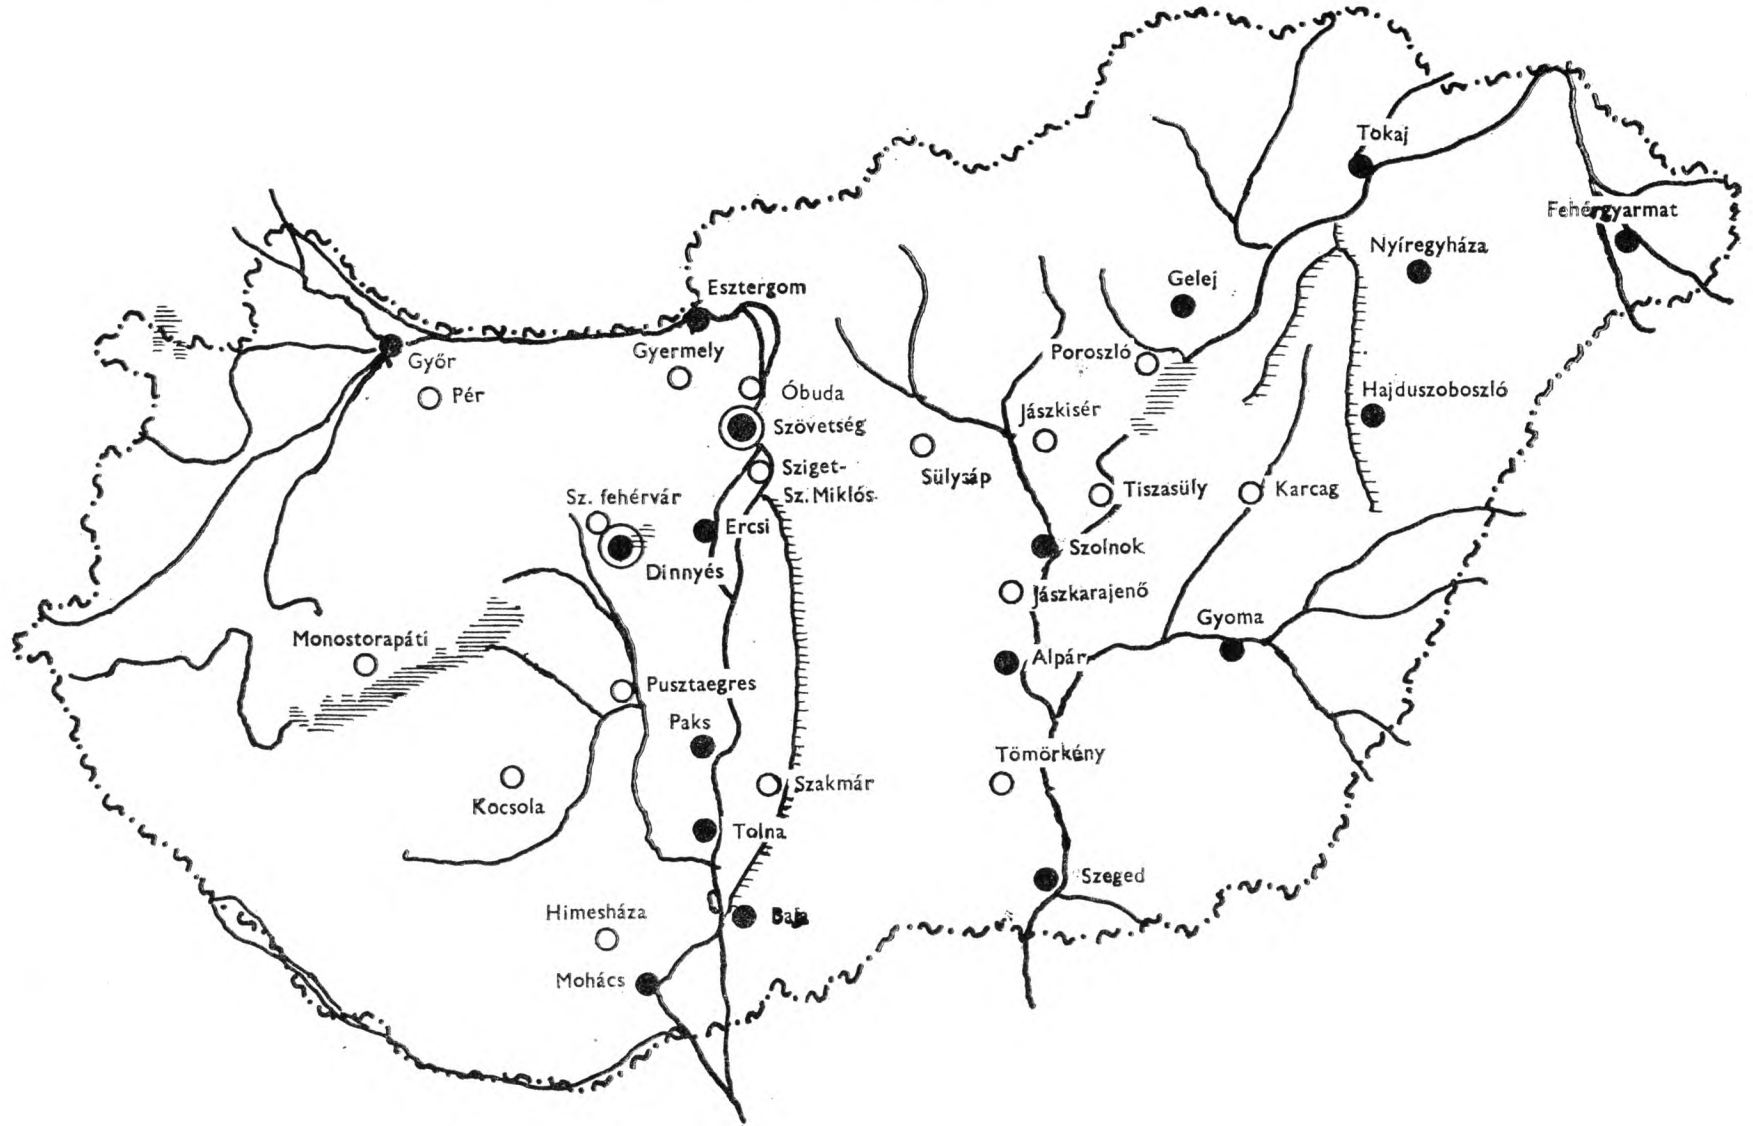 Tokaj
Fehérgyarmat
Nyíregyháza
Gelej
Esztergom
Gyermely
Győr
Pér
Óbuda
Szövetség
Sziget-
Sz. Miklós
Poroszló
Hajduszoboszló
Jászkisér
Sülysáp
Tiszasüly
Karcag
Sz. fehérvár
Ercsi
Dinnyés
Szolnok
Jászkarajenő
Gyoma
Monostorapáti
Alpár
Pusztaegres
Paks
Tömörkény
Szakmár
Kocsola
Tolna
Szeged
Himesháza
Baja
Mohács